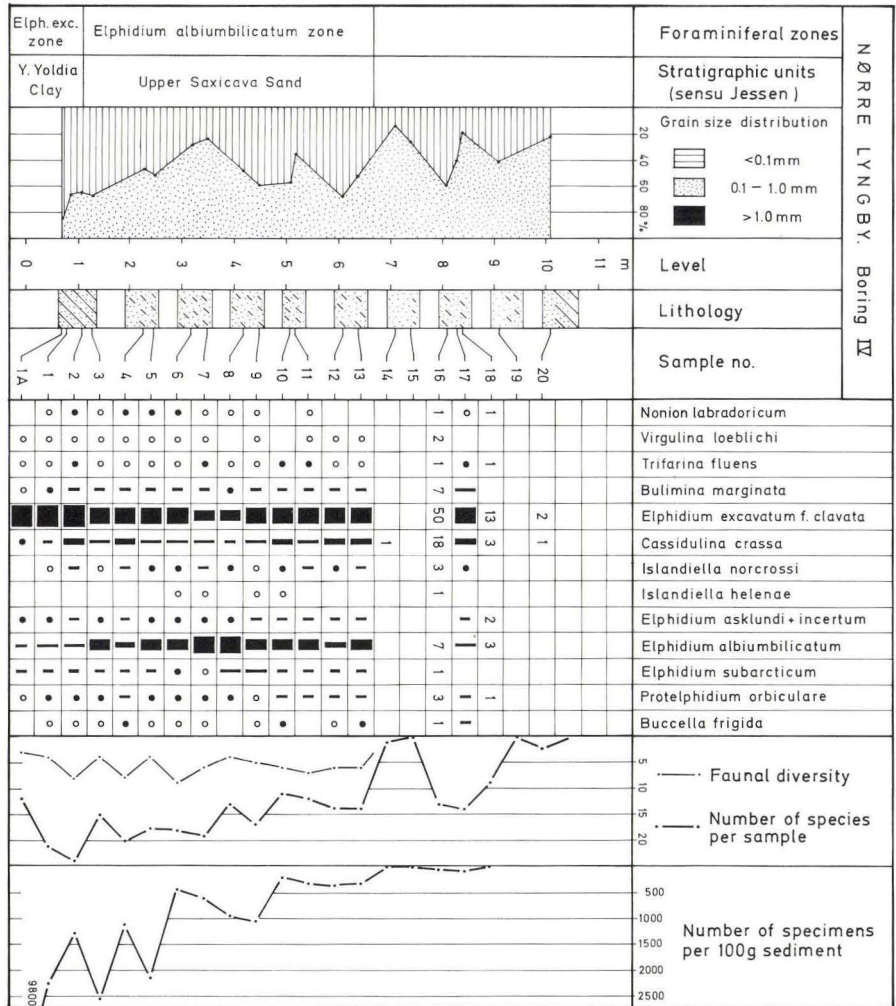 Elph. exc.
zone
Elphidium albiumbilicatum zone
Foraminiferal zones
Y. Yoldia
Clay
Upper Saxicava Sand
Stratigraphic units
(sensu Jessen)
NØRRE LYNGBY. Boring IV
20
40
60
80 %
Grain size distribution
<0.1mm
0.1 – 1.0 mm
>1.0 mm
0 1 2 3 4 5 6 7 8 9 10 11 m
Level
Lithology
1A 1 2 3 4 5 6 7 8 9 10 11 12 13 14 15 16 17 18 19 20
Sample no.
1 1 Nonion labradoricum
2 Virgulina loeblichi
1 1 Trifarina fluens
7 Bulimina marginata
50 13 2 Elphidium excavatum f. clavata
1 18 3 1 Cassidulina crassa
3 Islandiella norcrossi
1 Islandiella helenae
2 Elphidium asklundi + incertum
7 3 Elphidium albiumbilicatum
1 Elphidium subarcticum
3 1 Protelphidium orbiculare
1 Buccella frigida
5
10
15
20
Faunal diversity
Number of species
per sample
500
1000
1500
2000
2500
9800
Number of specimens
per 100g sediment